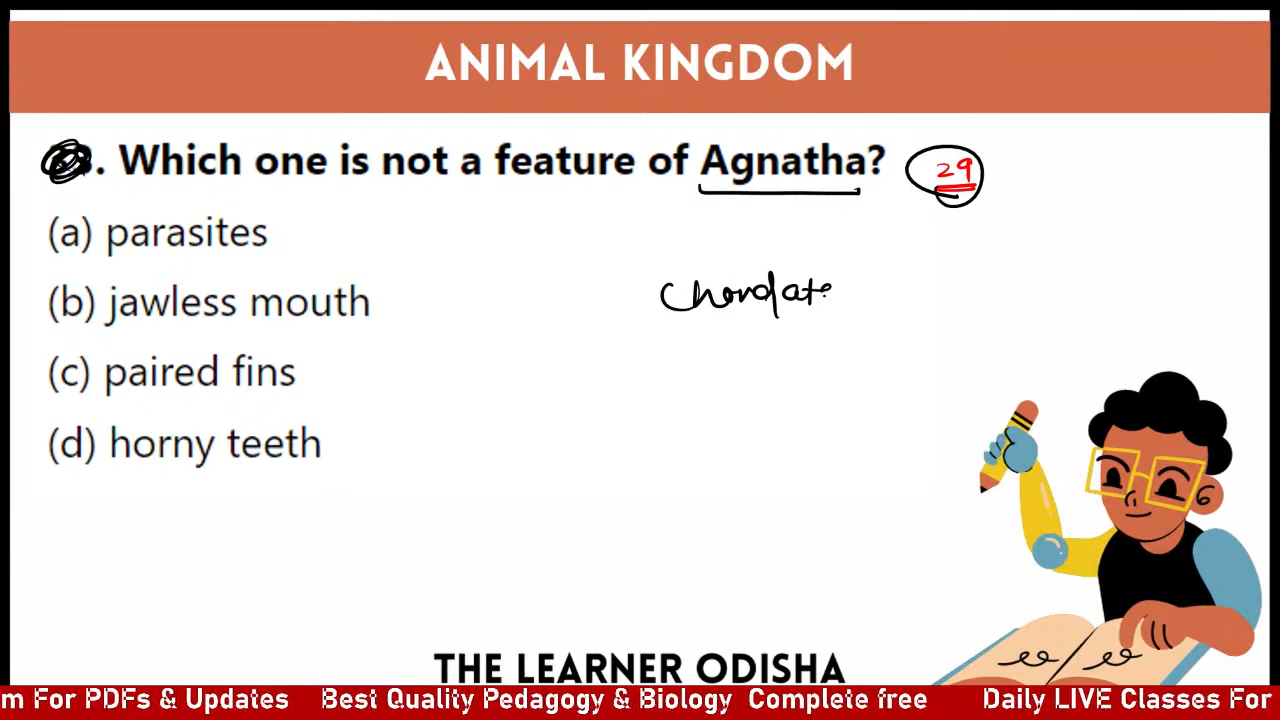 ANIMAL KINGDOM
3. Which one is not a feature of Agnatha? 29
(a) parasites
Chordate
(b) jawless mouth
(c) paired fins
(d) horny teeth
THE LEARNER ODISHA
m For PDFs & Updates Best Quality Pedagogy & Biology Complete free Daily LIVE Classes For